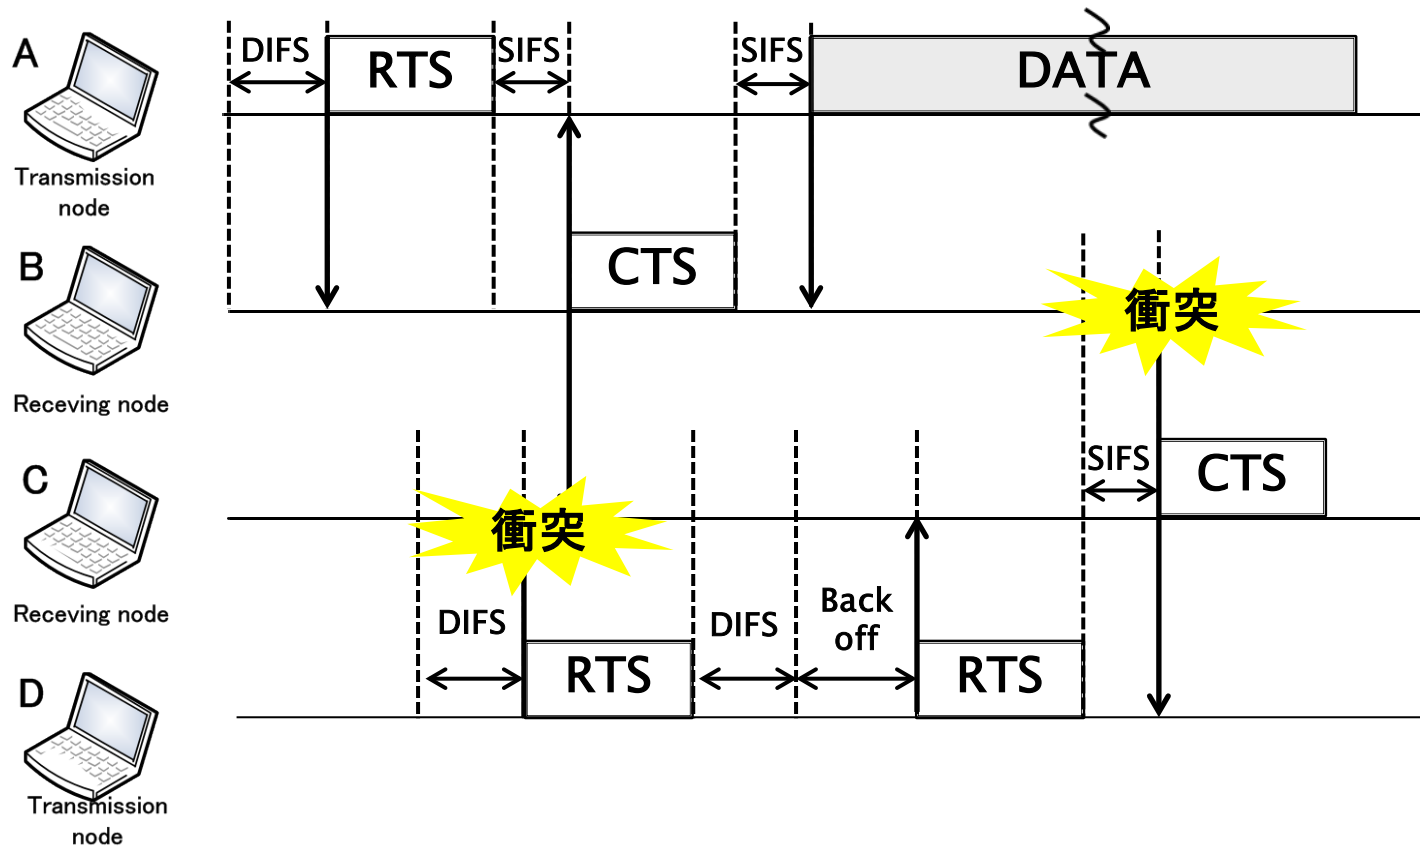 A
DIFS
RTS
SIFS
SIFS
DATA
Transmission
node
B
CTS
衝突
Receving node
C
SIFS
CTS
衝突
Receving node
DIFS
RTS
DIFS
Back
off
RTS
D
Transmission
node